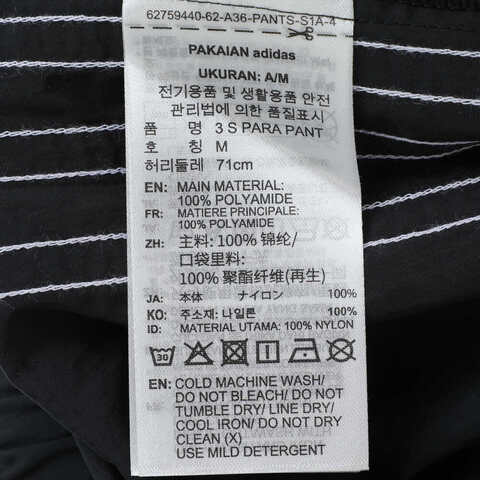 62759440-62-A36-PANTS-S1A-4
PAKAIAN adidas
UKURAN: A/M
전기용품 및 생활용품 안전
관리법에 의한 품질표시
품 명 3 S PARA PANT
호 칭 M
허리둘레 71cm
EN: MAIN MATERIAL:
100% POLYAMIDE
FR: MATIERE PRINCIPALE:
100% POLYAMIDE
ZH: 主料: 100% 锦纶/
口袋里料:
100% 聚酯纤维(再生)
JA: 本体 ナイロン 100%
KO: 주소재: 나일론 100%
ID: MATERIAL UTAMA: 100% NYLON
30
EN: COLD MACHINE WASH/
DO NOT BLEACH/ DO NOT
TUMBLE DRY/ LINE DRY/
COOL IRON/ DO NOT DRY
CLEAN (X)
USE MILD DETERGENT